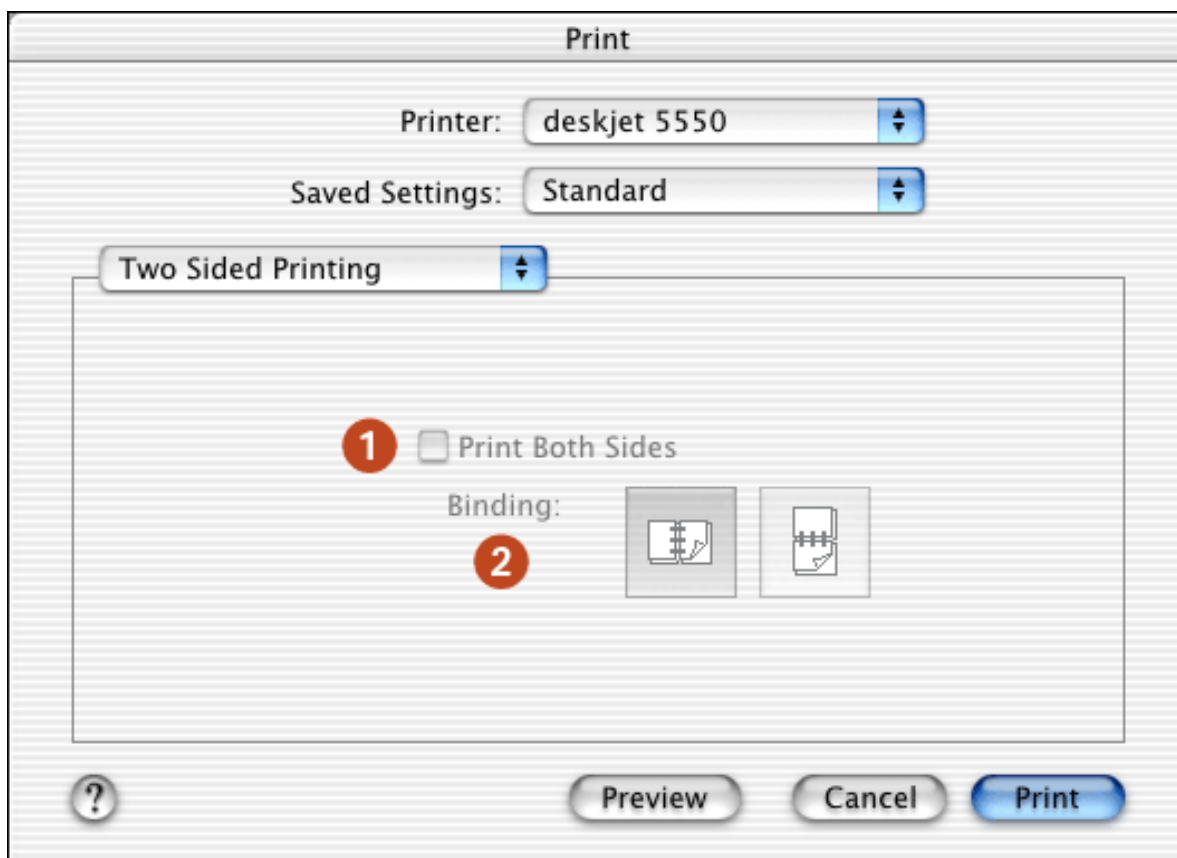 Print
Printer: deskjet 5550
Saved Settings: Standard
Two Sided Printing
1 Print Both Sides
Binding:
2
? Preview Cancel Print